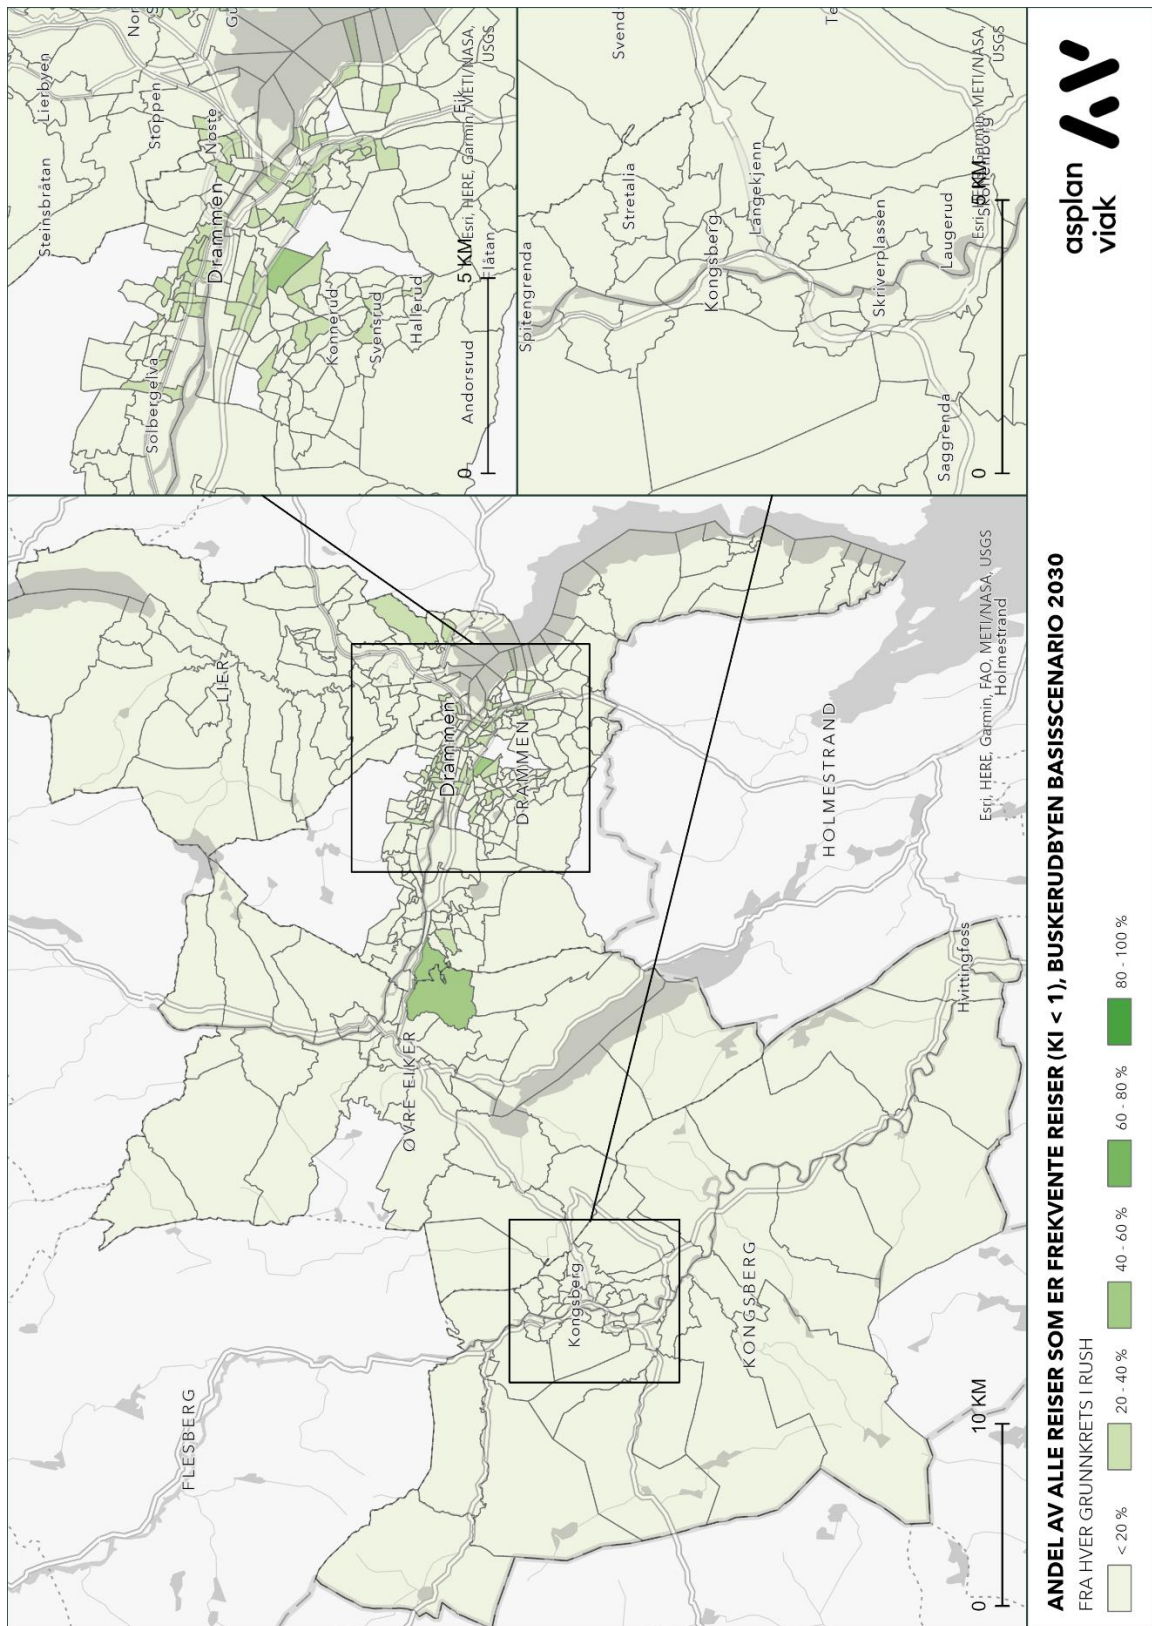 FLESBERG
LIER
ØVRE EIKER
Drammen
DRAMMEN
Kongsberg
KONGSBERG
HOLMESTRAND
Hvittingfoss
Holmestrand
Esri, HERE, Garmin, FAO, METI/NASA, USGS
0 10 KM
Lierbyen
Steinsbråtan
Stoppen
Nøste
Drammen
Solbergelva
Konnerud
Svensrud
Hallerud
Andorsrud
Eik
0 5 KM
Esri, HERE, Garmin, METI/NASA,
USGS
Svend
Te
Spitengrenda
Stretalia
Kongsberg
Langekjenn
Skriverplassen
Laugerud
Saggrenda
0 5 KM
USGS
ANDEL AV ALLE REISER SOM ER FREKVENTE REISER (KI < 1), BUSKERUDBYEN BASISSCENARIO 2030
FRA HVER GRUNNKRETS I RUSH
< 20 % 20 - 40 % 40 - 60 % 60 - 80 % 80 - 100 %
asplan
viak